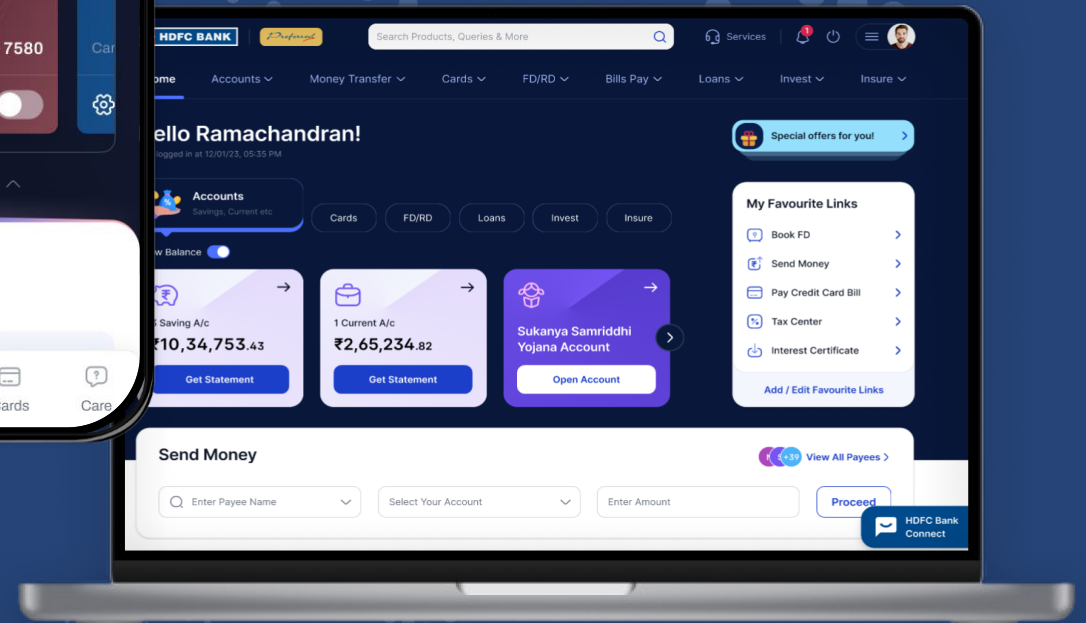 7580
Cards
Care
HDFC BANK
Preferred
Search Products, Queries & More
Services
1
ome
Accounts
Money Transfer
Cards
FD/RD
Bills Pay
Loans
Invest
Insure
ello Ramachandran!
logged in at 12/01/23, 05:35 PM
Special offers for you!
Accounts
Savings, Current etc
Cards
FD/RD
Loans
Invest
Insure
w Balance
Saving A/c
₹10,34,753.43
Get Statement
1 Current A/c
₹2,65,234.82
Get Statement
Sukanya Samriddhi
Yojana Account
Open Account
My Favourite Links
Book FD
Send Money
Pay Credit Card Bill
Tax Center
Interest Certificate
Add / Edit Favourite Links
Send Money
+39
View All Payees
Enter Payee Name
Select Your Account
Enter Amount
Proceed
HDFC Bank
Connect